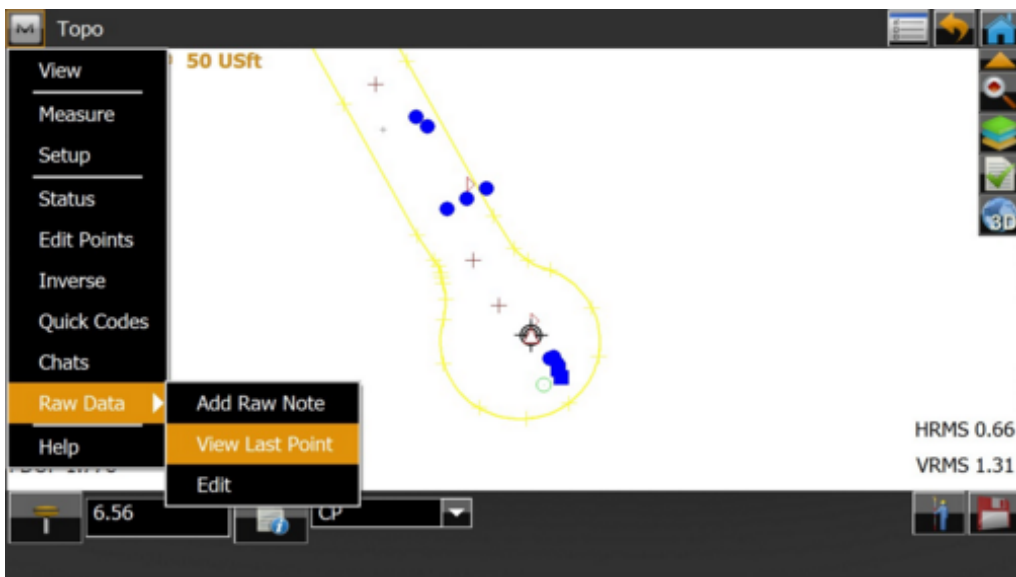 Topo
50 USft
View
Measure
Setup
Status
Edit Points
Inverse
Quick Codes
Chats
Raw Data
Add Raw Note
View Last Point
Edit
Help
HRMS 0.66
VRMS 1.31
6.56
CP
3D